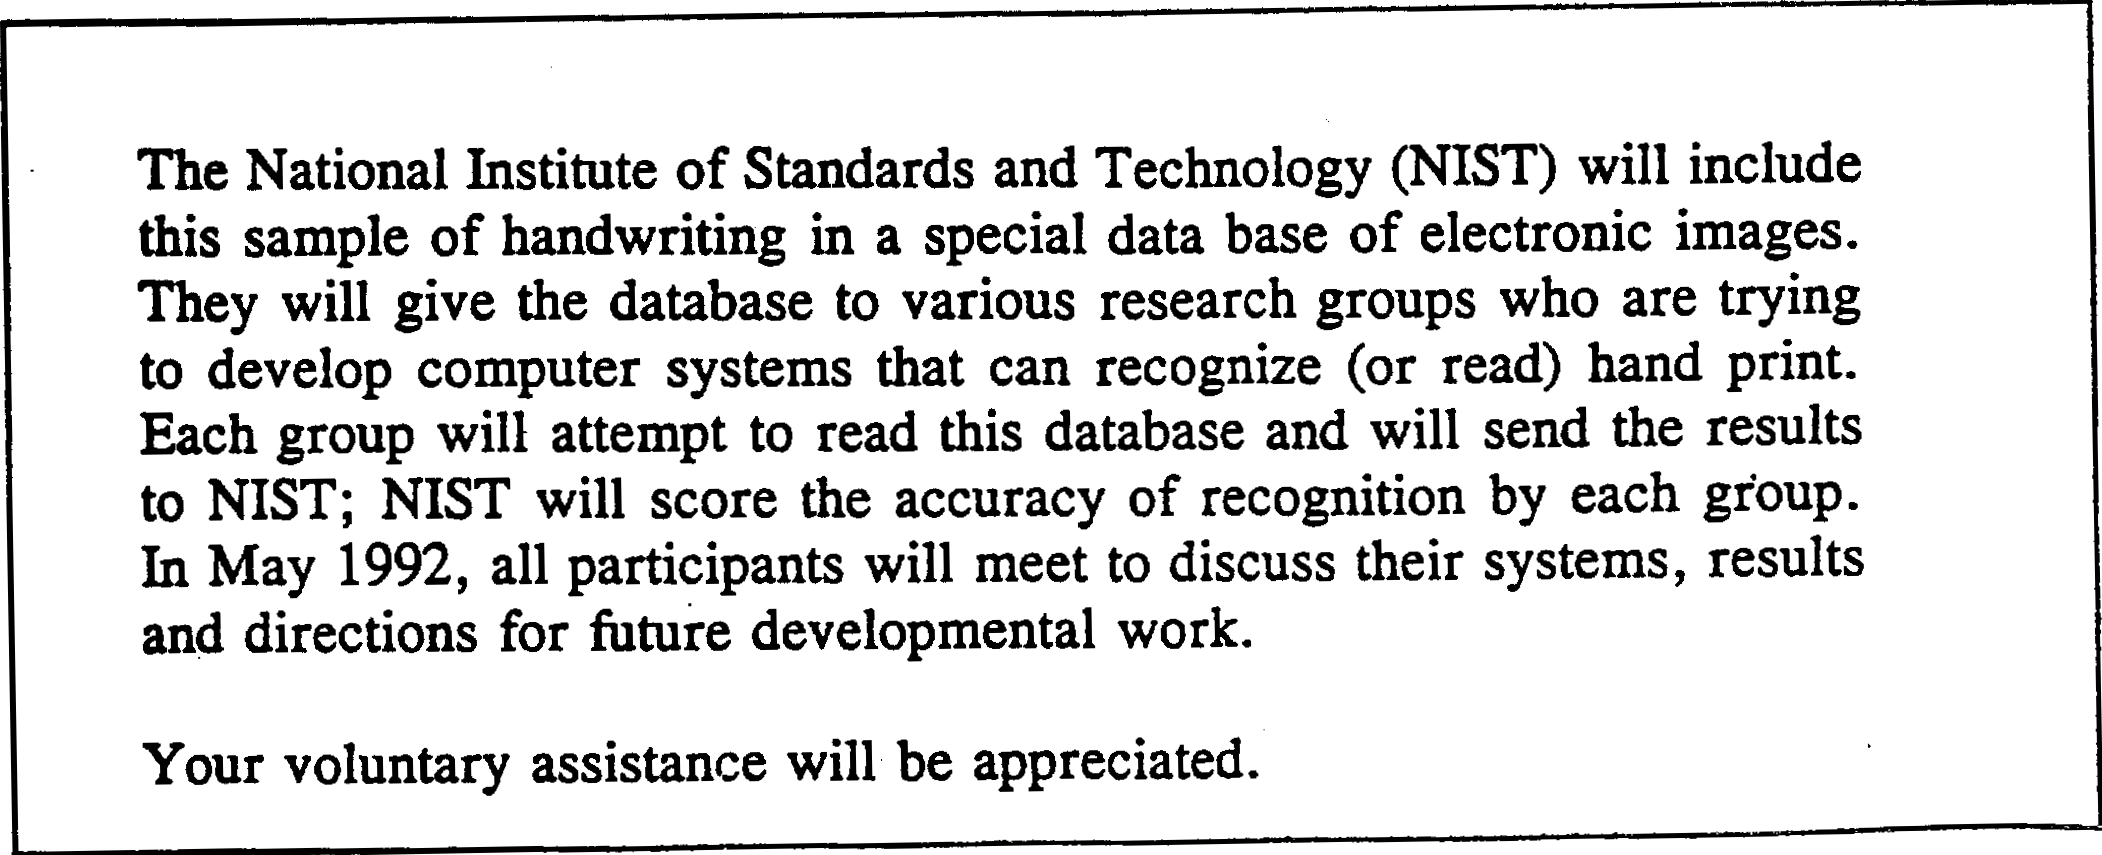 The National Institute of Standards and Technology (NIST) will include
this sample of handwriting in a special data base of electronic images.
They will give the database to various research groups who are trying
to develop computer systems that can recognize (or read) hand print.
Each group will attempt to read this database and will send the results
to NIST; NIST will score the accuracy of recognition by each group.
In May 1992, all participants will meet to discuss their systems, results
and directions for future developmental work.
Your voluntary assistance will be appreciated.